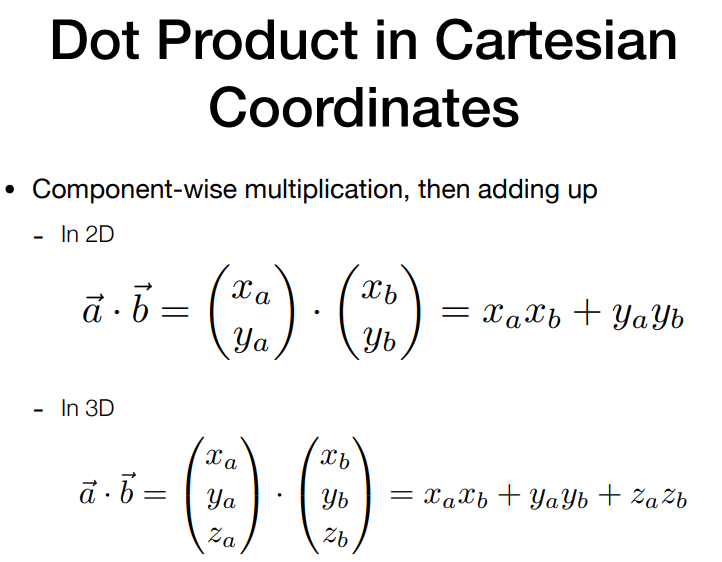 Dot Product in Cartesian
Coordinates
• Component-wise multiplication, then adding up
- In 2D
$\vec{a} \cdot \vec{b} = \begin{pmatrix} x_a \\ y_a \end{pmatrix} \cdot \begin{pmatrix} x_b \\ y_b \end{pmatrix} = x_a x_b + y_a y_b$
- In 3D
$\vec{a} \cdot \vec{b} = \begin{pmatrix} x_a \\ y_a \\ z_a \end{pmatrix} \cdot \begin{pmatrix} x_b \\ y_b \\ z_b \end{pmatrix} = x_a x_b + y_a y_b + z_a z_b$